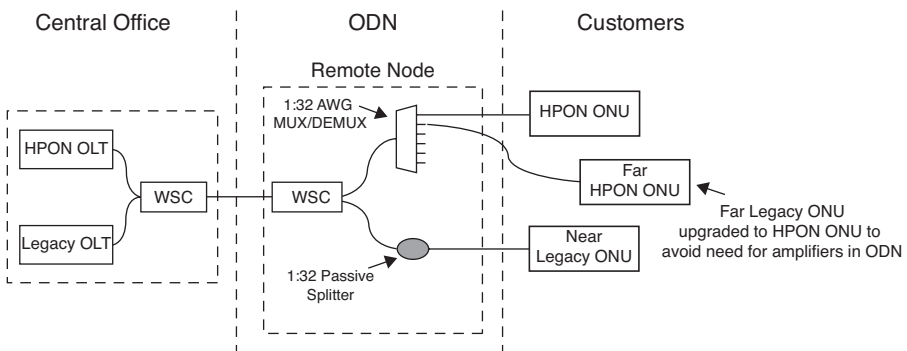 Central Office
ODN
Customers
Remote Node
1:32 AWG
MUX/DEMUX
HPON ONU
HPON OLT
Far
HPON ONU
WSC
WSC
Far Legacy ONU
upgraded to HPON ONU to
avoid need for amplifiers in ODN
Legacy OLT
Near
Legacy ONU
1:32 Passive
Splitter